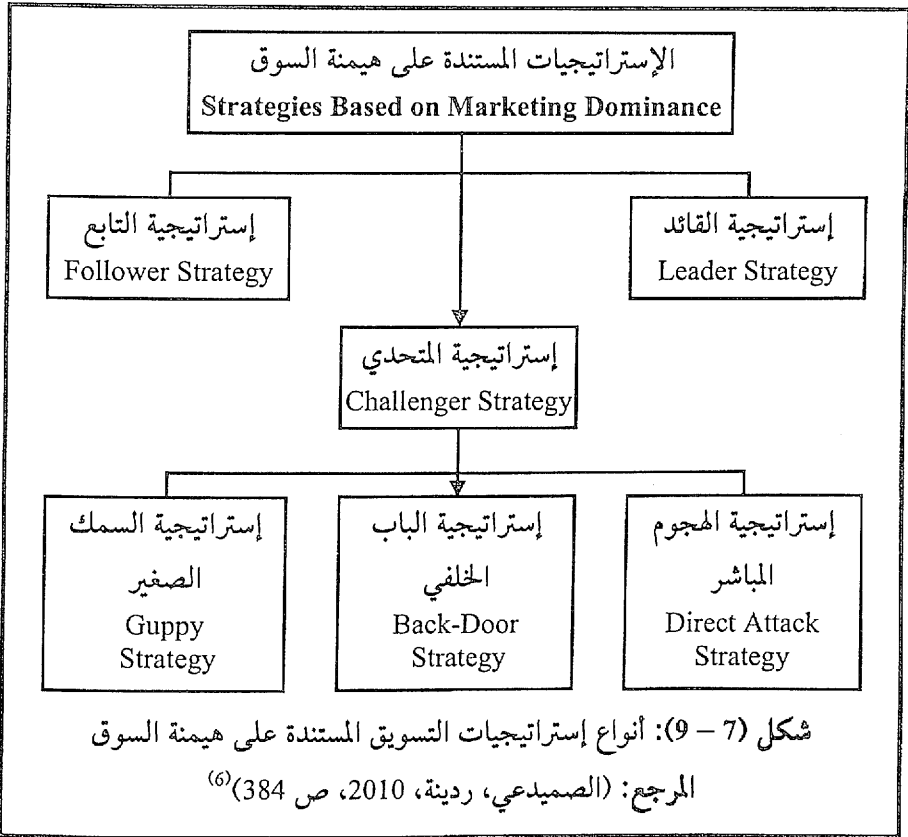 الإستراتيجيات المستندة على هيمنة السوق
Strategies Based on Marketing Dominance
إستراتيجية القائد
Leader Strategy
إستراتيجية التابع
Follower Strategy
إستراتيجية المتحدي
Challenger Strategy
إستراتيجية الهجوم
المباشر
Direct Attack
Strategy
إستراتيجية الباب
الخلفي
Back-Door
Strategy
إستراتيجية السمك
الصغير
Guppy
Strategy
شكل (7 – 9): أنواع إستراتيجيات التسويق المستندة على هيمنة السوق
المرجع: (الصميدعي، ردينة، 2010، ص 384)(6)